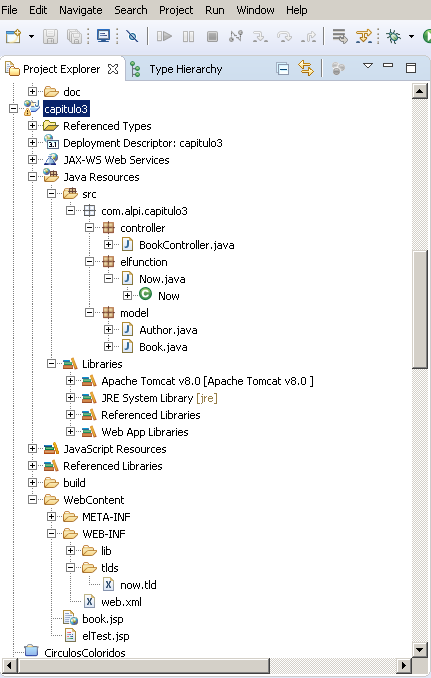 File Navigate Search Project Run Window Help
Project Explorer Type Hierarchy
doc
capitulo3
Referenced Types
3.1 Deployment Descriptor: capitulo3
JAX-WS Web Services
Java Resources
src
com.alpi.capitulo3
controller
J BookController.java
elfunction
J Now.java
C Now
model
J Author.java
J Book.java
Libraries
Apache Tomcat v8.0 [Apache Tomcat v8.0 ]
JRE System Library [jre]
Referenced Libraries
Web App Libraries
JavaScript Resources
Referenced Libraries
build
WebContent
META-INF
WEB-INF
lib
tlds
X now.tld
X web.xml
book.jsp
elTest.jsp
CirculosColoridos